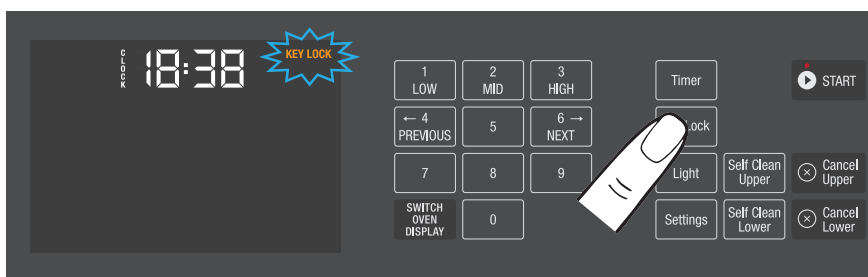 CLOCK
18:38
KEY LOCK
1
LOW
2
MID
3
HIGH
Timer
START
← 4
PREVIOUS
5
6 →
NEXT
Lock
7
8
9
Light
Self Clean
Upper
Cancel
Upper
SWITCH
OVEN
DISPLAY
0
Settings
Self Clean
Lower
Cancel
Lower